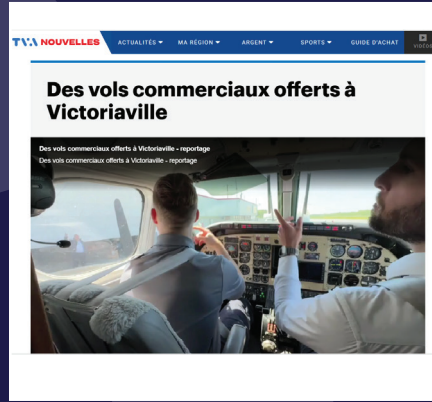 TVA NOUVELLES
ACTUALITÉS MA RÉGION ARGENT SPORTS GUIDE D'ACHAT VIDÉOS
Des vols commerciaux offerts à
Victoriaville
Des vols commerciaux offerts à Victoriaville - reportage
Des vols commerciaux offerts à Victoriaville - reportage